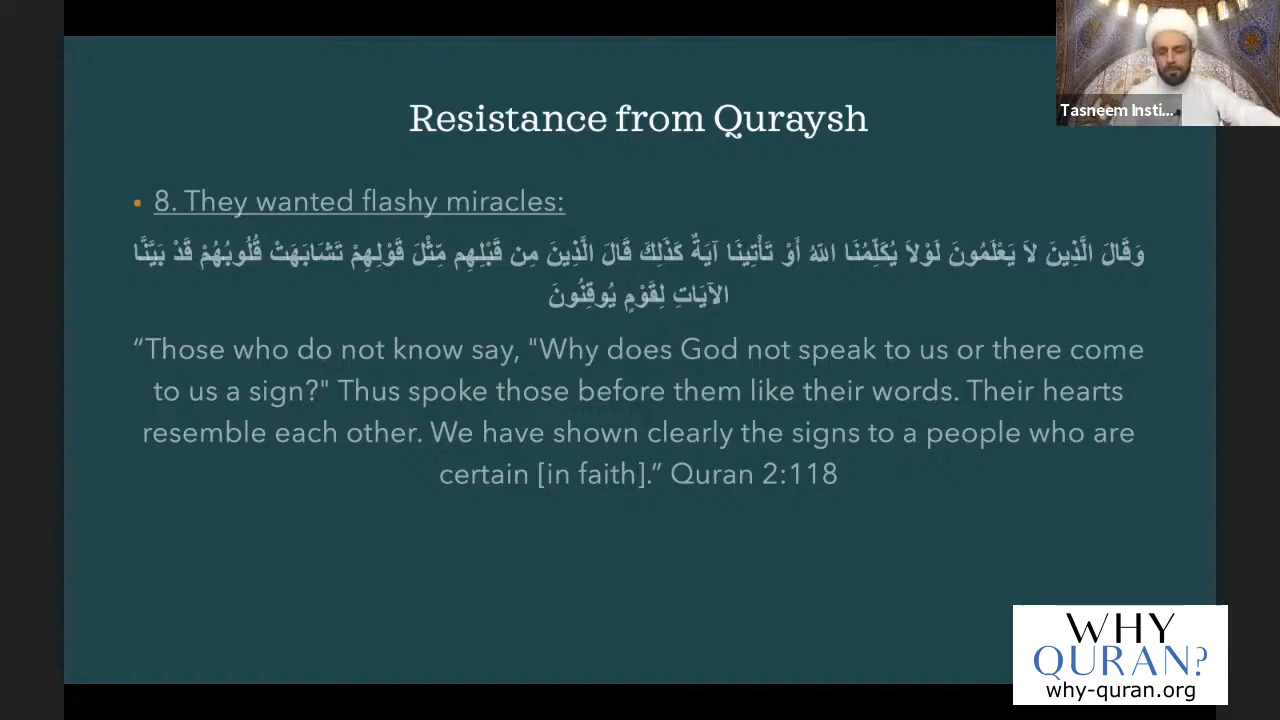 Tasneem Insti...
Resistance from Quraysh
• 8. They wanted flashy miracles:
وَقَالَ الَّذِينَ لاَ يَعْلَمُونَ لَوْلاَ يُكَلِّمُنَا اللّهُ أَوْ تَأْتِينَا آيَةٌ كَذَلِكَ قَالَ الَّذِينَ مِن قَبْلِهِم مِّثْلَ قَوْلِهِمْ تَشَابَهَتْ قُلُوبُهُمْ قَدْ بَيَّنَّا
الآيَاتِ لِقَوْمٍ يُوقِنُونَ
“Those who do not know say, "Why does God not speak to us or there come
to us a sign?" Thus spoke those before them like their words. Their hearts
resemble each other. We have shown clearly the signs to a people who are
certain [in faith].” Quran 2:118
WHY
QURAN?
why-quran.org